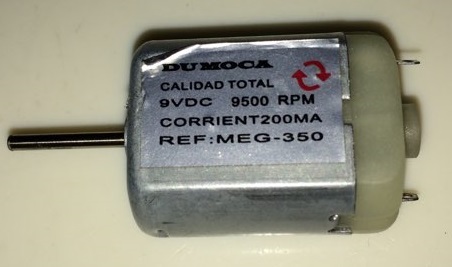 DUMOCA
CALIDAD TOTAL
9VDC 9500 RPM
CORRIENT200MA
REF:MEG-350